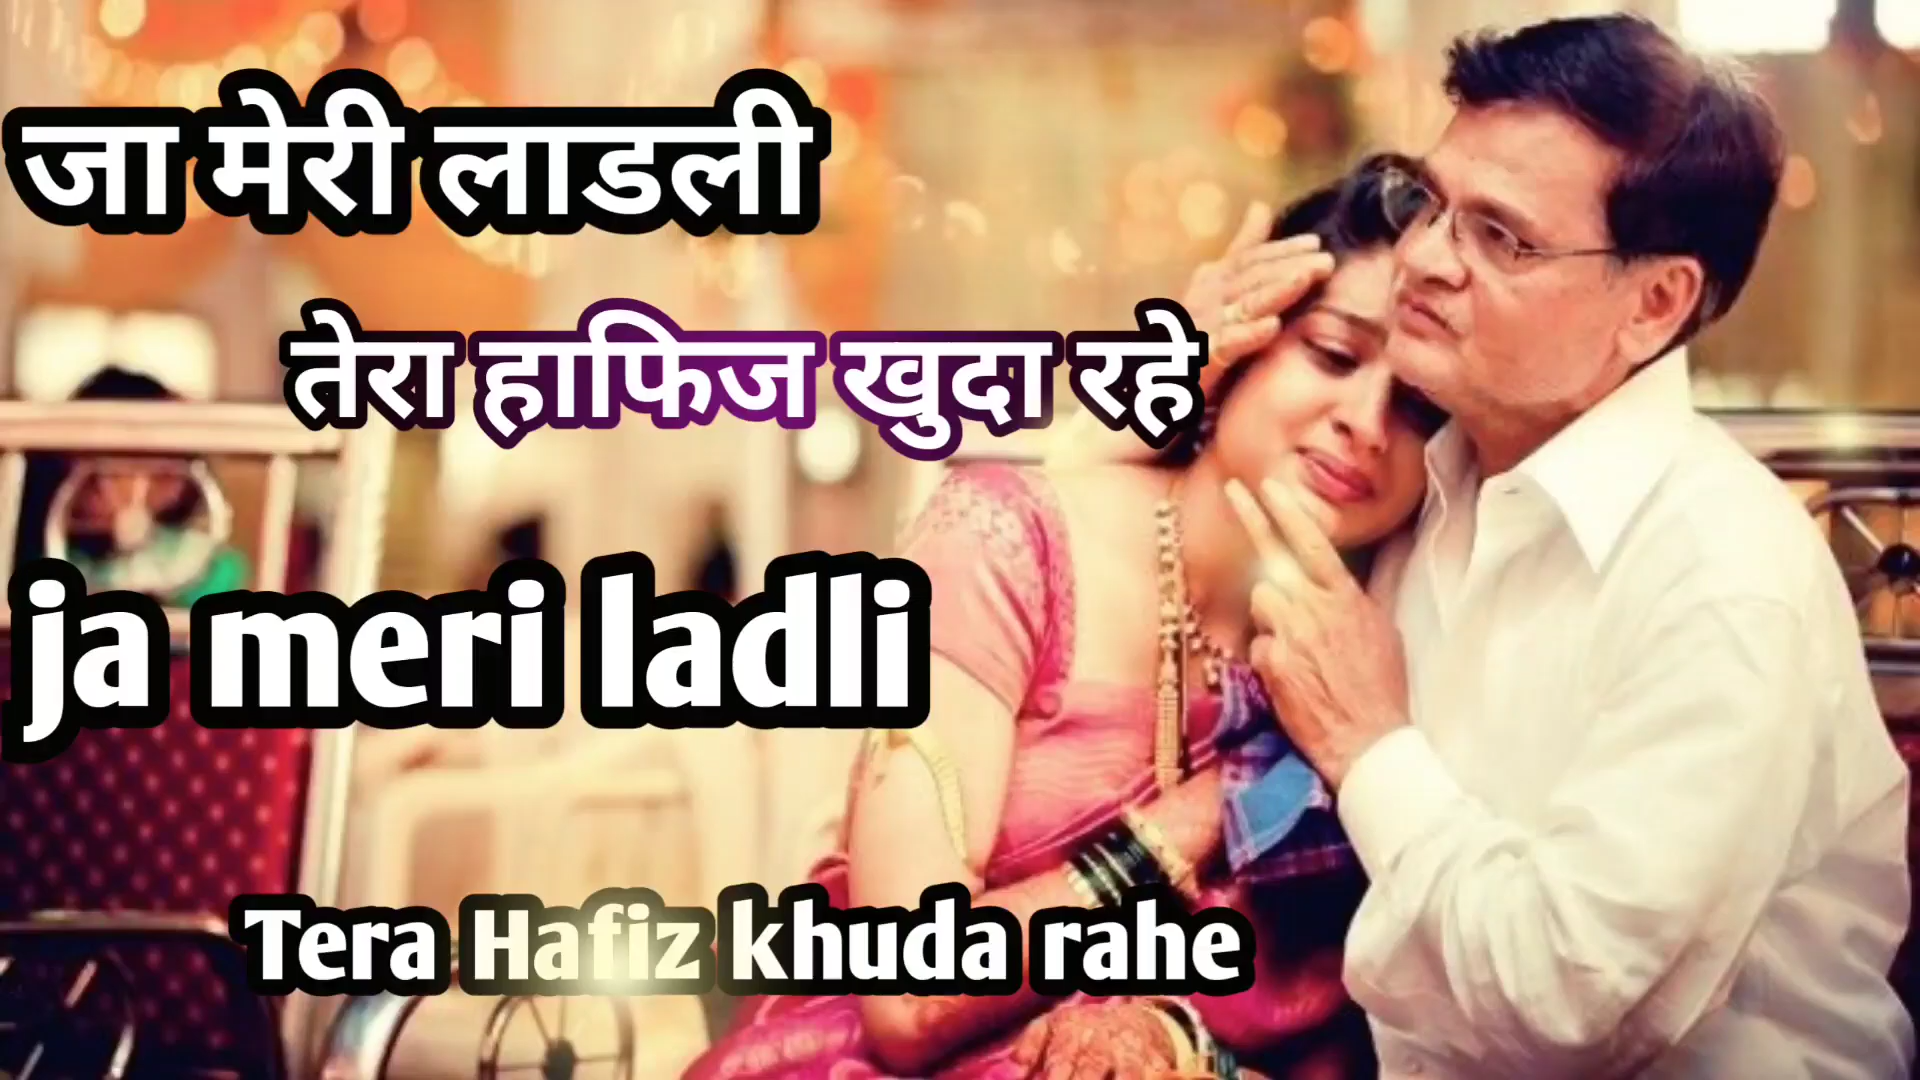 जा मेरी लाडली
तेरा हाफिज खुदा रहे
ja meri ladli
Tera Hafiz khuda rahe